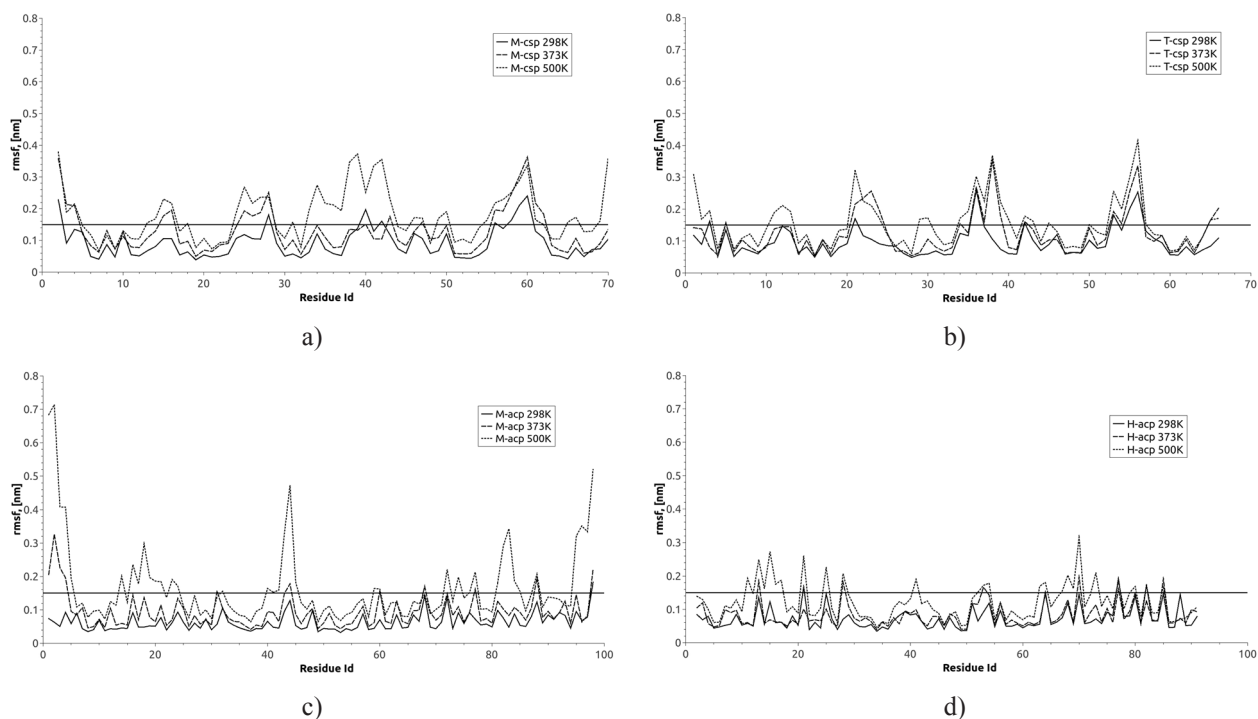 0.8
0.7
0.6
0.5
0.4
0.3
0.2
0.1
0
rmsf, [nm]
M-csp 298K
M-csp 373K
M-csp 500K
0 10 20 30 40 50 60 70
Residue Id
a)
0.8
0.7
0.6
0.5
0.4
0.3
0.2
0.1
0
rmsf, [nm]
T-csp 298K
T-csp 373K
T-csp 500K
0 10 20 30 40 50 60 70
Residue Id
b)
0.8
0.7
0.6
0.5
0.4
0.3
0.2
0.1
0
rmsf, [nm]
M-acp 298K
M-acp 373K
M-acp 500K
0 20 40 60 80 100
Residue Id
c)
0.8
0.7
0.6
0.5
0.4
0.3
0.2
0.1
0
rmsf, [nm]
H-acp 298K
H-acp 373K
H-acp 500K
0 20 40 60 80 100
Residue Id
d)